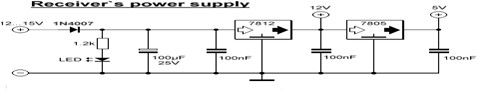 Receiver`s power supply
12...15V
1N4007
7812
12V
7805
5V
1.2k
LED
100µF
25V
100nF
100nF
100nF